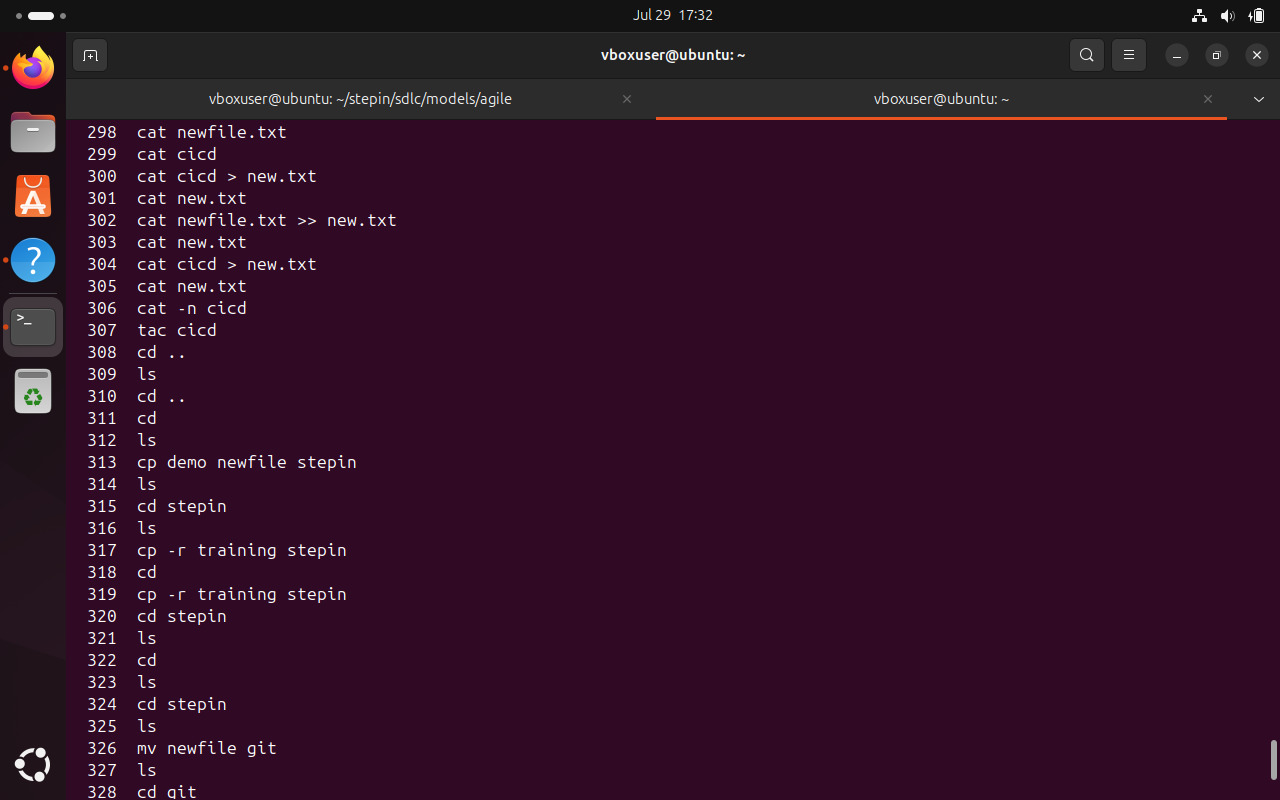 Jul 29 17:32
vboxuser@ubuntu: ~
vboxuser@ubuntu: ~/stepin/sdlc/models/agile
vboxuser@ubuntu: ~
298 cat newfile.txt
299 cat cicd
300 cat cicd > new.txt
301 cat new.txt
302 cat newfile.txt >> new.txt
303 cat new.txt
304 cat cicd > new.txt
305 cat new.txt
306 cat -n cicd
307 tac cicd
308 cd ..
309 ls
310 cd ..
311 cd
312 ls
313 cp demo newfile stepin
314 ls
315 cd stepin
316 ls
317 cp -r training stepin
318 cd
319 cp -r training stepin
320 cd stepin
321 ls
322 cd
323 ls
324 cd stepin
325 ls
326 mv newfile git
327 ls
328 cd git